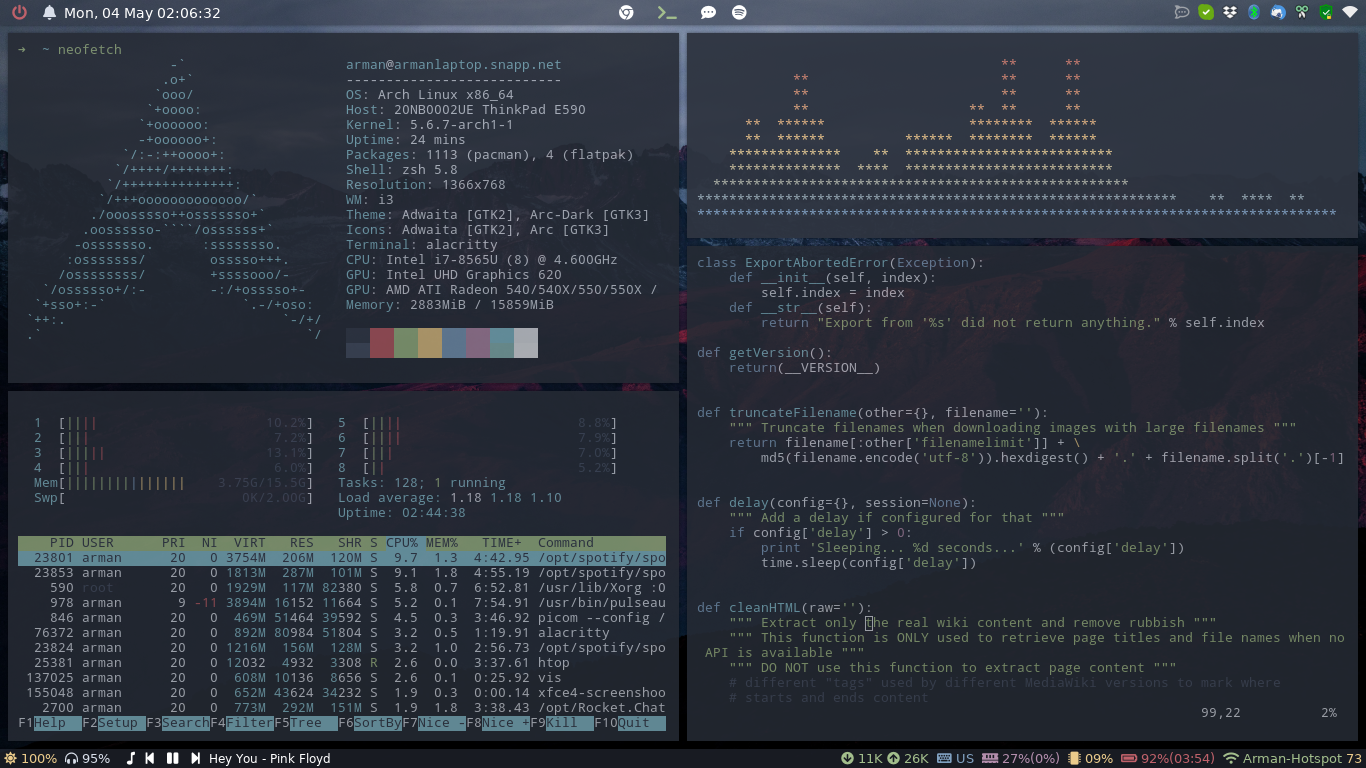 Mon, 04 May 02:06:32
→ ~ neofetch
arman@armanlaptop.snapp.net
---------------------------
OS: Arch Linux x86_64
Host: 20NB0002UE ThinkPad E590
Kernel: 5.6.7-arch1-1
Uptime: 24 mins
Packages: 1113 (pacman), 4 (flatpak)
Shell: zsh 5.8
Resolution: 1366x768
WM: i3
Theme: Adwaita [GTK2], Arc-Dark [GTK3]
Icons: Adwaita [GTK2], Arc [GTK3]
Terminal: alacritty
CPU: Intel i7-8565U (8) @ 4.600GHz
GPU: Intel UHD Graphics 620
GPU: AMD ATI Radeon 540/540X/550/550X /
Memory: 2883MiB / 15859MiB
1 [|||| 10.2%] 5 [|||| 8.8%]
2 [||| 7.2%] 6 [|||| 7.9%]
3 [||||| 13.1%] 7 [||| 7.0%]
4 [||| 6.0%] 8 [|| 5.2%]
Mem[||||||||||||||| 3.75G/15.5G] Tasks: 128; 1 running
Swp[ 0K/2.00G] Load average: 1.18 1.18 1.10
Uptime: 02:44:38
PID USER PRI NI VIRT RES SHR S CPU% MEM% TIME+ Command
23801 arman 20 0 3754M 206M 120M S 9.7 1.3 4:42.95 /opt/spotify/spo
23853 arman 20 0 1813M 287M 101M S 9.1 1.8 4:55.19 /opt/spotify/spo
590 root 20 0 1929M 117M 82380 S 5.8 0.7 6:52.81 /usr/lib/Xorg :0
978 arman 9 -11 3894M 16152 11664 S 5.2 0.1 7:54.91 /usr/bin/pulseau
846 arman 20 0 469M 51464 39592 S 4.5 0.3 3:46.92 picom --config /
76372 arman 20 0 892M 80984 51804 S 3.2 0.5 1:19.91 alacritty
23824 arman 20 0 1216M 156M 128M S 3.2 1.0 2:56.73 /opt/spotify/spo
25381 arman 20 0 12032 4932 3308 R 2.6 0.0 3:37.61 htop
137025 arman 20 0 608M 10136 8656 S 2.6 0.1 0:25.92 vis
155048 arman 20 0 652M 43624 34232 S 1.9 0.3 0:00.14 xfce4-screenshoo
2700 arman 20 0 773M 292M 151M S 1.9 1.8 3:38.43 /opt/Rocket.Chat
F1Help F2Setup F3SearchF4FilterF5Tree F6SortByF7Nice -F8Nice +F9Kill F10Quit
class ExportAbortedError(Exception):
def __init__(self, index):
self.index = index
def __str__(self):
return "Export from '%s' did not return anything." % self.index
def getVersion():
return(__VERSION__)
def truncateFilename(other={}, filename=''):
""" Truncate filenames when downloading images with large filenames """
return filename[:other['filenamelimit']] + \
md5(filename.encode('utf-8')).hexdigest() + '.' + filename.split('.')[-1]
def delay(config={}, session=None):
""" Add a delay if configured for that """
if config['delay'] > 0:
print 'Sleeping... %d seconds...' % (config['delay'])
time.sleep(config['delay'])
def cleanHTML(raw=''):
""" Extract only the real wiki content and remove rubbish """
""" This function is ONLY used to retrieve page titles and file names when no
API is available """
""" DO NOT use this function to extract page content """
# different "tags" used by different MediaWiki versions to mark where
# starts and ends content
99,22 2%
100% 95% Hey You - Pink Floyd 11K 26K US 27%(0%) 09% 92%(03:54) Arman-Hotspot 73